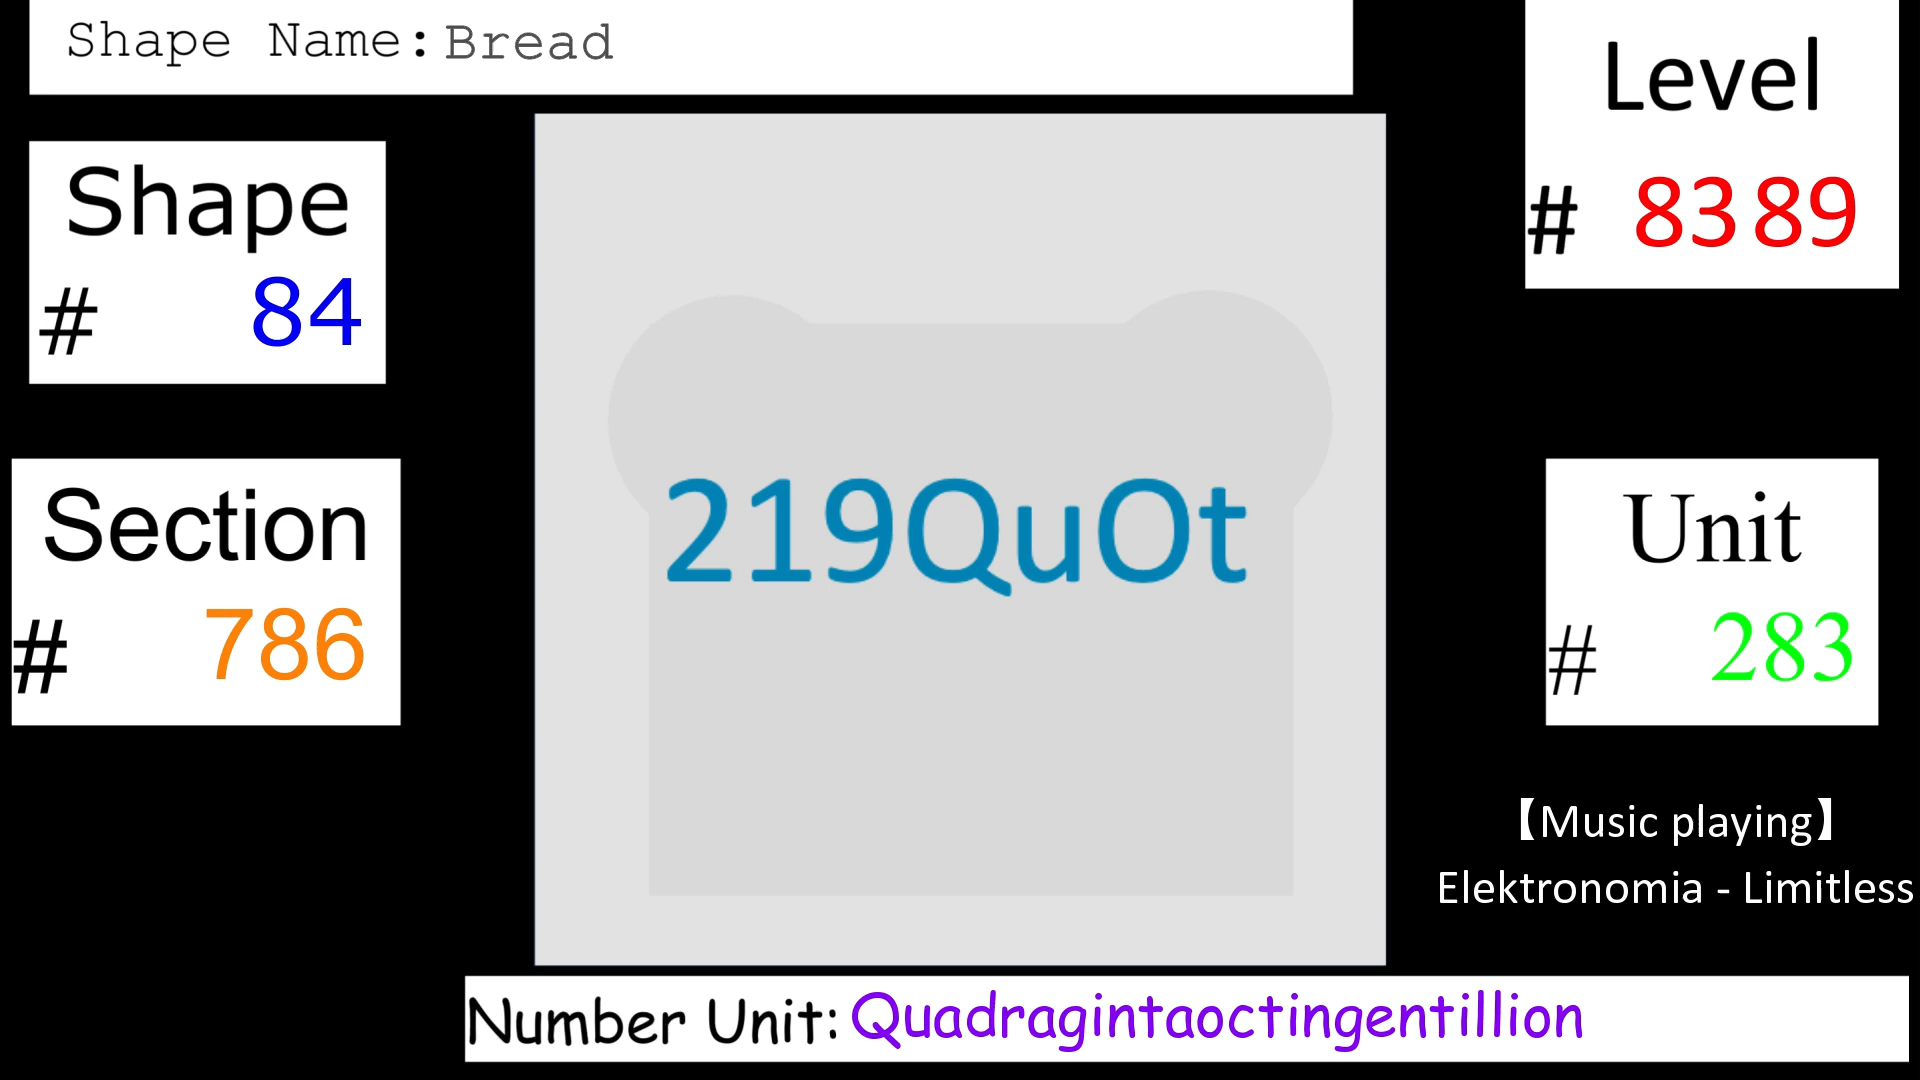 Shape Name: Bread
Level
# 8389
Shape
# 84
219QuOt
Section
# 786
Unit
# 283
【Music playing】
Elektronomia - Limitless
Number Unit: Quadragintaoctingentillion